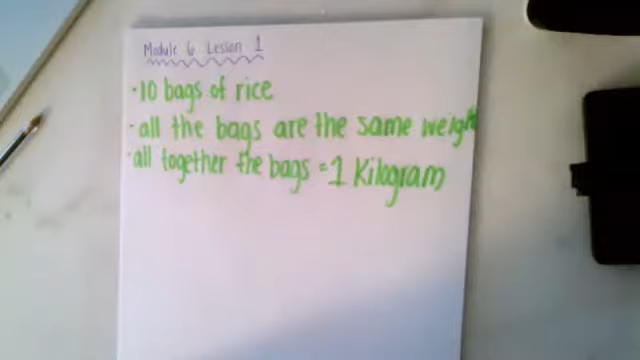 Module 6 Lesson 1
· 10 bags of rice
· all the bags are the same weight
· all together the bags = 1 Kilogram